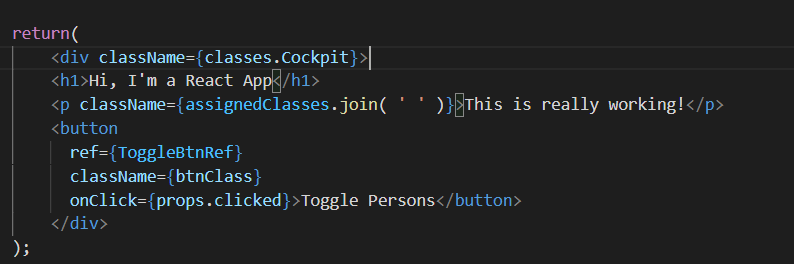 return(
<div className={classes.Cockpit}>
<h1>Hi, I'm a React App</h1>
<p className={assignedClasses.join( ' ' )}>This is really working!</p>
<button
ref={ToggleBtnRef}
className={btnClass}
onClick={props.clicked}>Toggle Persons</button>
</div>
);